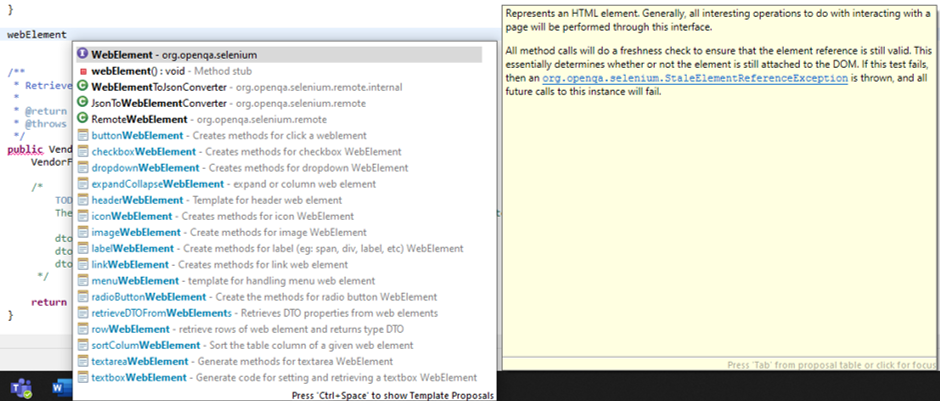 }
webElement
/**
* Retrieve
*
* @return
* @throws
*/
public Vend
VendorF
/*
TOD
The
dto
dto
dto
*/
return
}
WebElement - org.openqa.selenium
webElement() : void - Method stub
WebElementToJsonConverter - org.openqa.selenium.remote.internal
JsonToWebElementConverter - org.openqa.selenium.remote
RemoteWebElement - org.openqa.selenium.remote
buttonWebElement - Creates methods for click a weblement
checkboxWebElement - Creates methods for checkbox WebElement
dropdownWebElement - Creates methods for dropdown WebElement
expandCollapseWebElement - expand or column web element
headerWebElement - Template for header web element
iconWebElement - Creates methods for icon WebElement
imageWebElement - Create methods for image WebElement
labelWebElement - Create methods for label (eg: span, div, label, etc) WebElement
linkWebElement - Creates methods for link web element
menuWebElement - template for handling menu web element
radioButtonWebElement - Create the methods for radio button WebElement
retrieveDTOFromWebElements - Retrieves DTO properties from web elements
rowWebElement - retrieve rows of web element and returns type DTO
sortColumWebElement - Sort the table column of a given web element
textareaWebElement - Generate methods for textarea WebElement
textboxWebElement - Generate code for setting and retrieving a textbox WebElement
Press 'Ctrl+Space' to show Template Proposals
Represents an HTML element. Generally, all interesting operations to do with interacting with a
page will be performed through this interface.
All method calls will do a freshness check to ensure that the element reference is still valid. This
essentially determines whether or not the element is still attached to the DOM. If this test fails,
then an org.openqa.selenium.StaleElementReferenceException is thrown, and all
future calls to this instance will fail.
Press 'Tab' from proposal table or click for focus